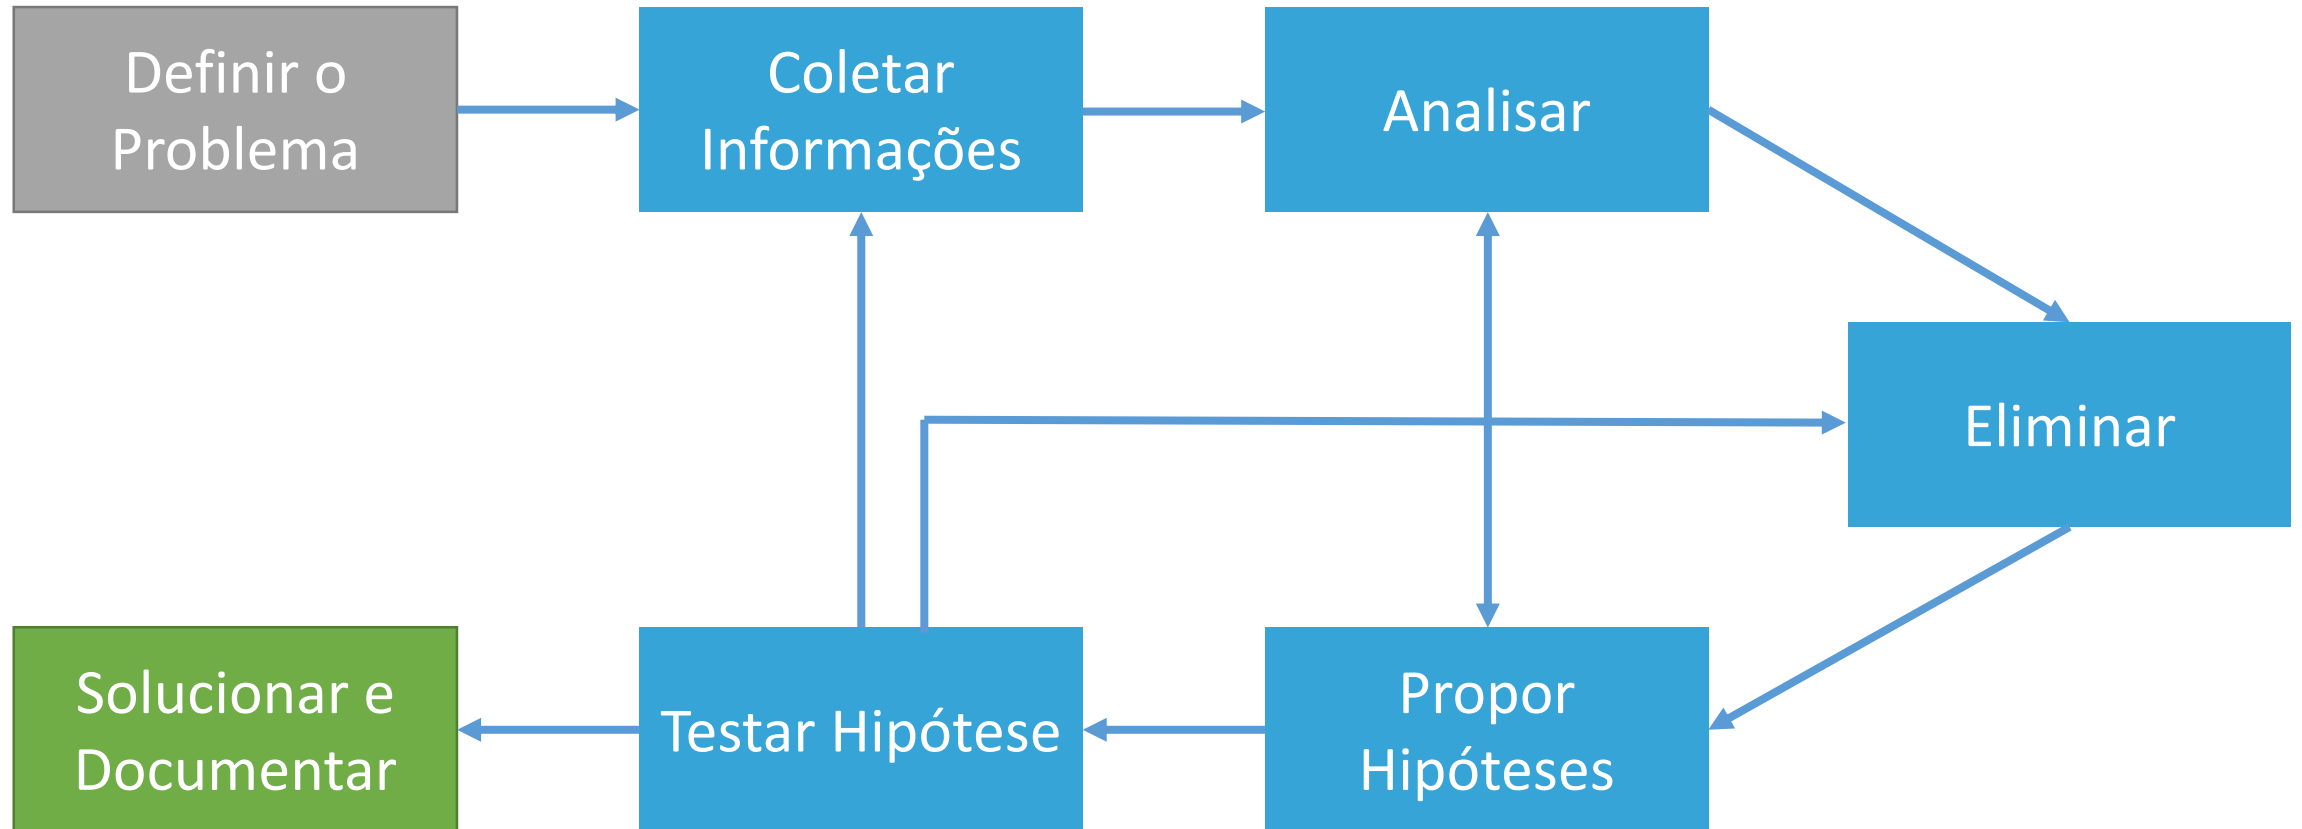 Definir o
Problema
Coletar
Informações
Analisar
Eliminar
Solucionar e
Documentar
Testar Hipótese
Propor
Hipóteses